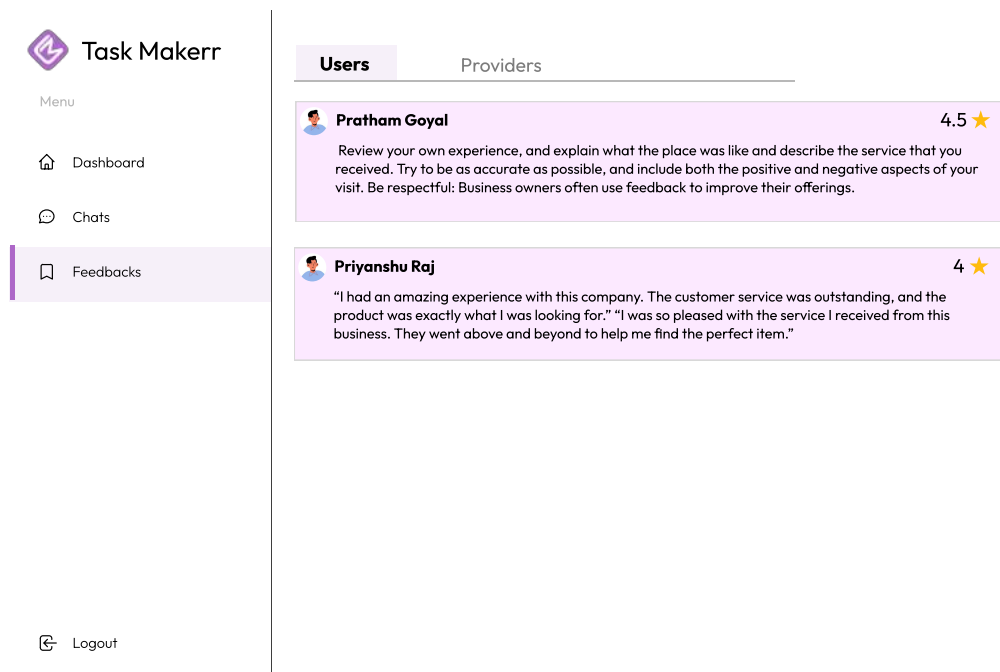 Task Makerr
Menu
Dashboard
Chats
Feedbacks
Logout
Users
Providers
Pratham Goyal
4.5
Review your own experience, and explain what the place was like and describe the service that you
received. Try to be as accurate as possible, and include both the positive and negative aspects of your
visit. Be respectful: Business owners often use feedback to improve their offerings.
Priyanshu Raj
4
“I had an amazing experience with this company. The customer service was outstanding, and the
product was exactly what I was looking for.” “I was so pleased with the service I received from this
business. They went above and beyond to help me find the perfect item.”